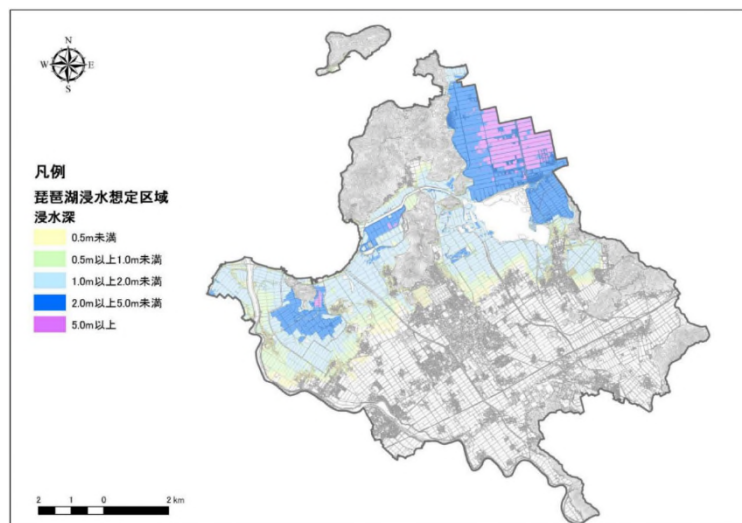 N
W E
S
凡例
琵琶湖浸水想定区域
浸水深
0.5m未満
0.5m以上1.0m未満
1.0m以上2.0m未満
2.0m以上5.0m未満
5.0m以上
2 1 0 2 km